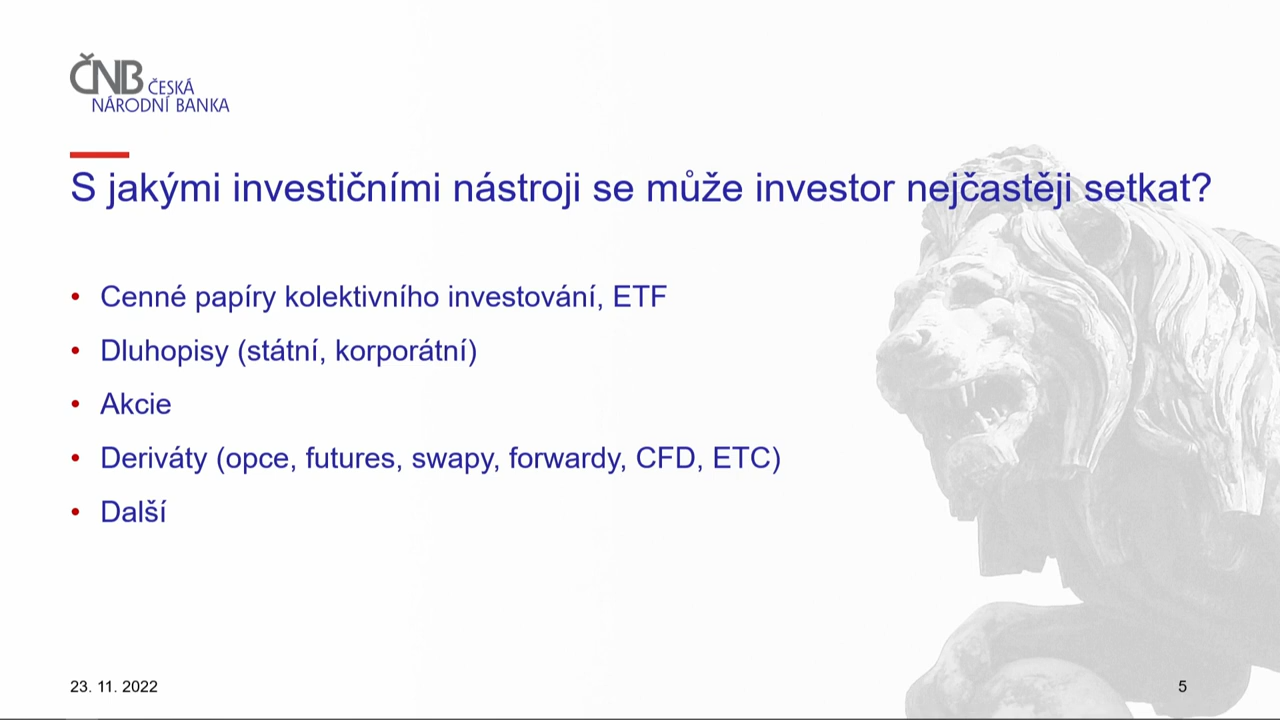 ČNB ČESKÁ
NÁRODNÍ BANKA
S jakými investičními nástroji se může investor nejčastěji setkat?
• Cenné papíry kolektivního investování, ETF
• Dluhopisy (státní, korporátní)
• Akcie
• Deriváty (opce, futures, swapy, forwardy, CFD, ETC)
• Další
23. 11. 2022
5